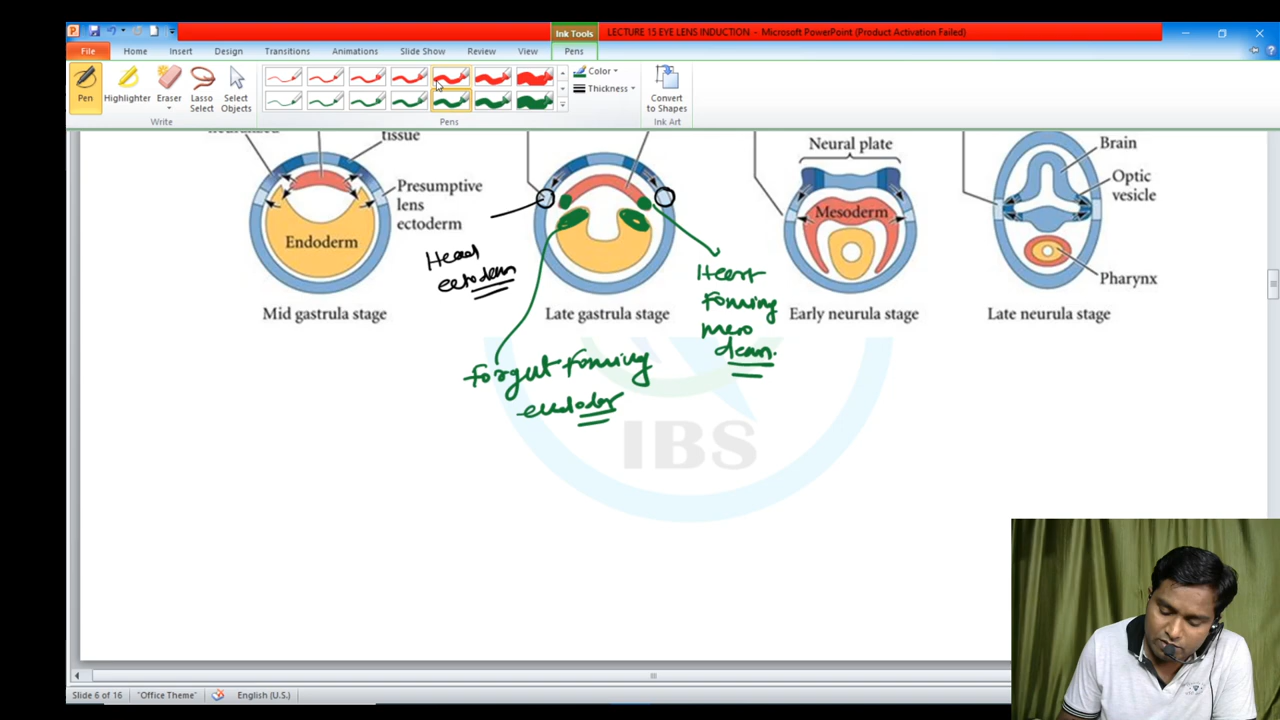 LECTURE 15 EYE LENS INDUCTION - Microsoft PowerPoint (Product Activation Failed)
Ink Tools
File Home Insert Design Transitions Animations Slide Show Review View Pens
Pen
Highlighter
Eraser
Lasso
Select
Select
Objects
Color
Thickness
Convert
to Shapes
Write
Pens
Ink Art
tissue
Presumptive
lens
ectoderm
Endoderm
Mid gastrula stage
Head
ectoderm
Late gastrula stage
Heart
forming
meso
derm.
forgut forming
endoder
Neural plate
Mesoderm
Early neurula stage
Brain
Optic
vesicle
Pharynx
Late neurula stage
IBS
Slide 6 of 16
"Office Theme"
English (U.S.)